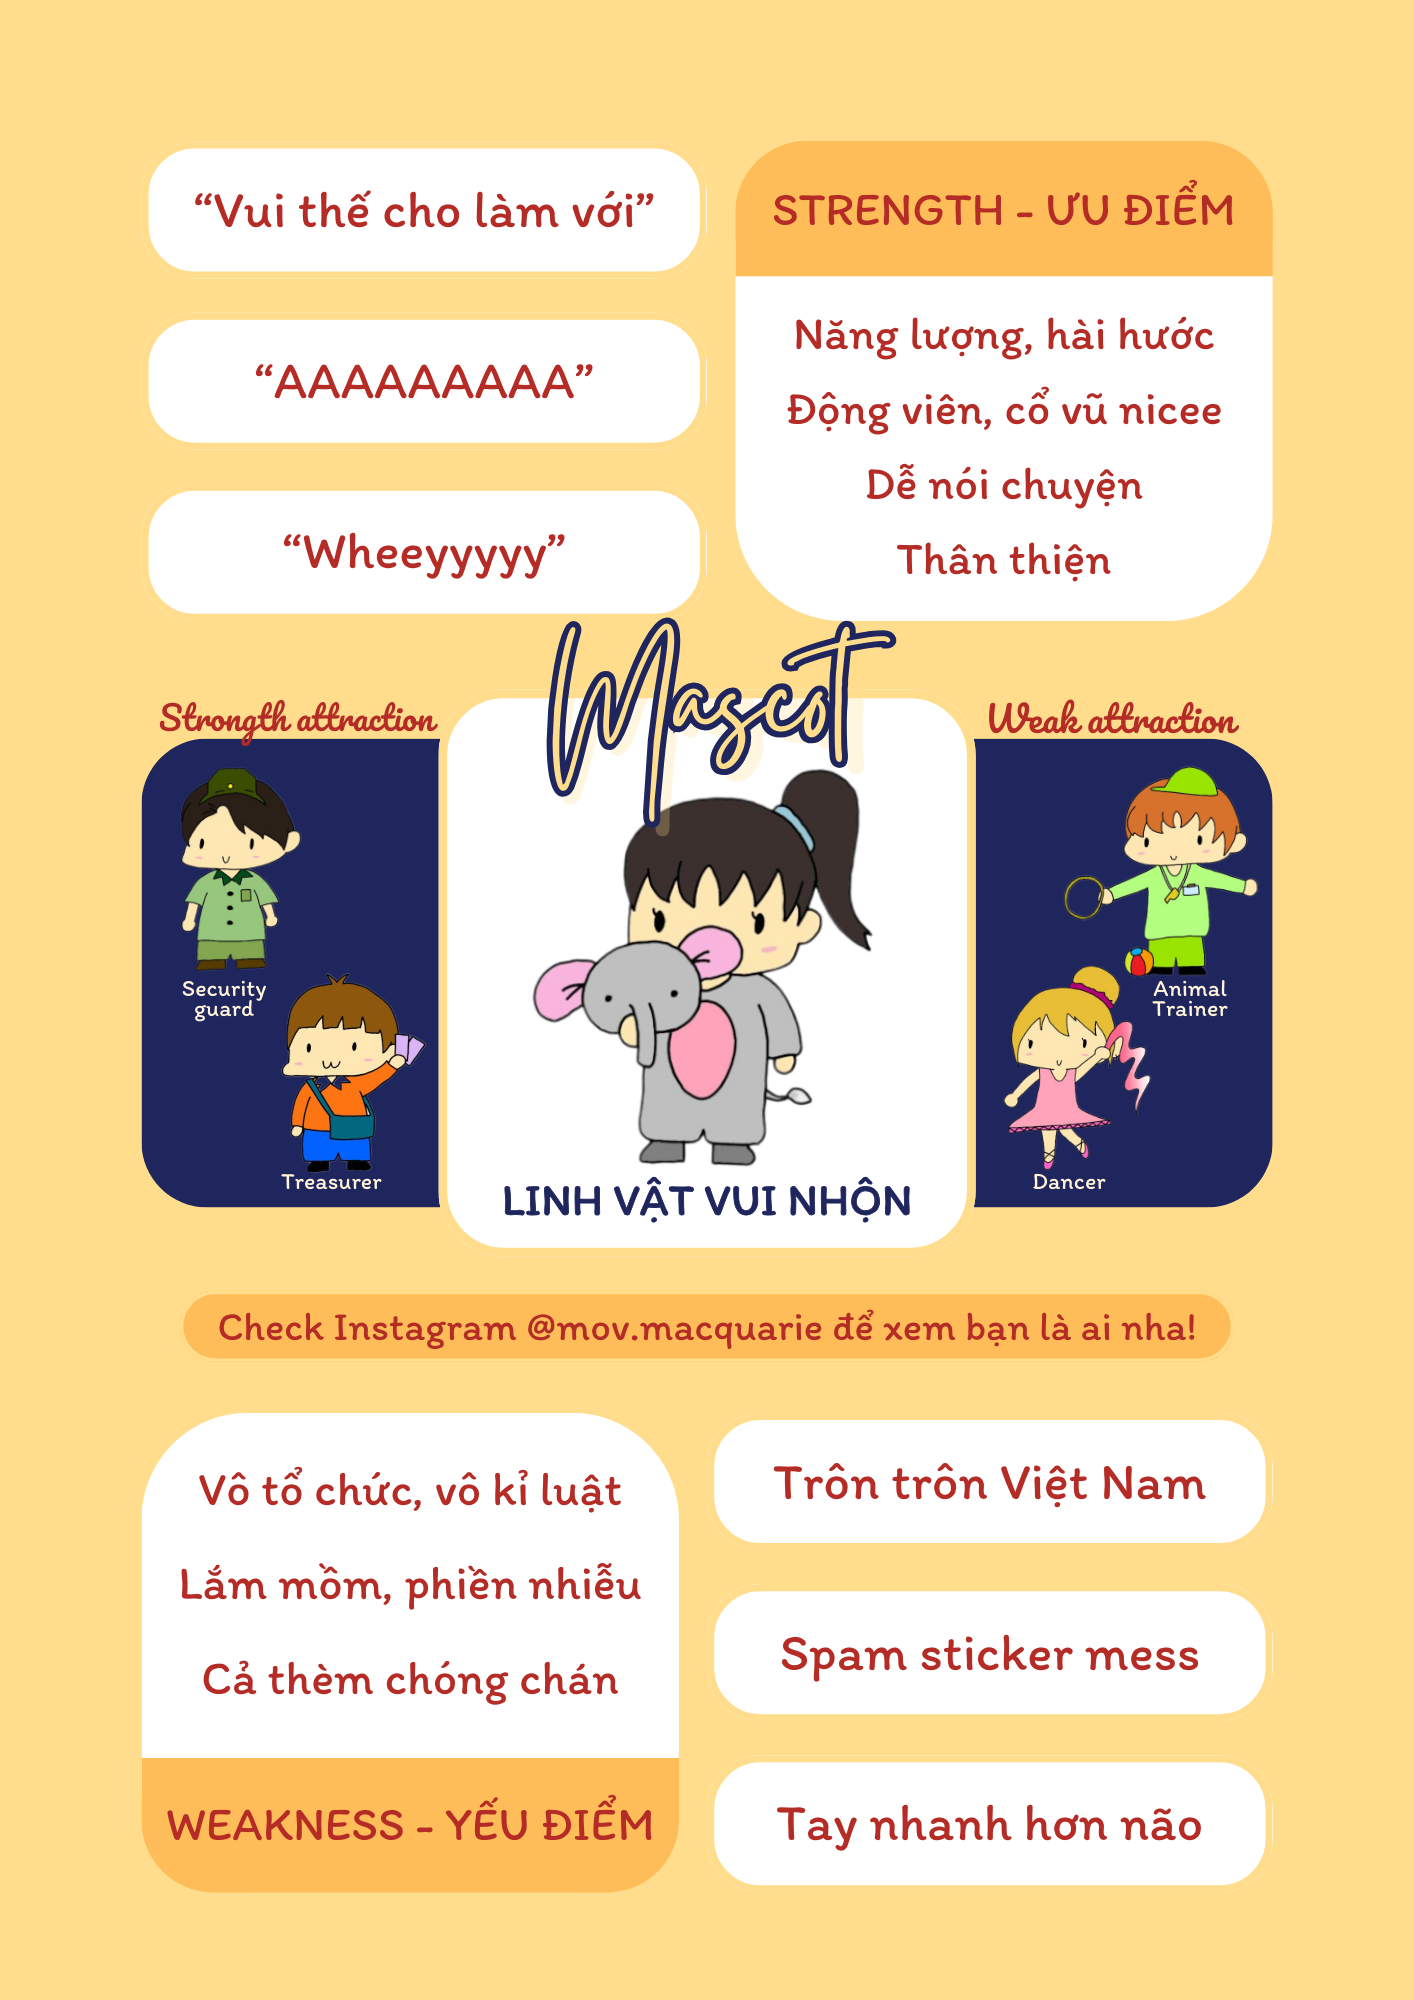 “Vui thế cho làm với”
“AAAAAAAAA”
“Wheeyyyyy”
STRENGTH - ƯU ĐIỂM
Năng lượng, hài hước
Động viên, cổ vũ nicee
Dễ nói chuyện
Thân thiện
Mascot
Strongth attraction
Security
guard
Treasurer
LINH VẬT VUI NHỘN
Weak attraction
Animal
Trainer
Dancer
Check Instagram @mov.macquarie để xem bạn là ai nha!
Vô tổ chức, vô kỉ luật
Lắm mồm, phiền nhiễu
Cả thèm chóng chán
WEAKNESS - YẾU ĐIỂM
Trôn trôn Việt Nam
Spam sticker mess
Tay nhanh hơn não